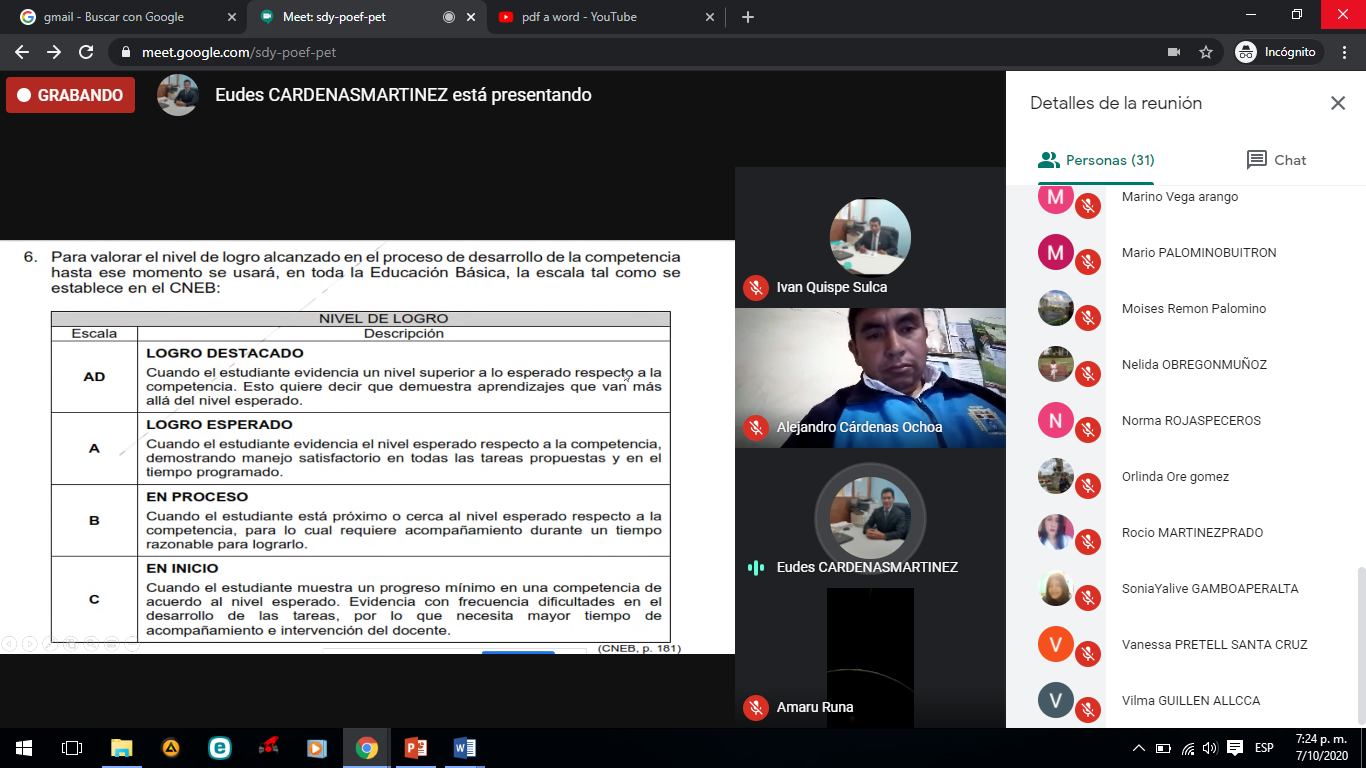 gmail - Buscar con Google
Meet: sdy-poef-pet
pdf a word - YouTube
meet.google.com/sdy-poef-pet
Incógnito
GRABANDO
Eudes CARDENASMARTINEZ está presentando
6. Para valorar el nivel de logro alcanzado en el proceso de desarrollo de la competencia
hasta ese momento se usará, en toda la Educación Básica, la escala tal como se
establece en el CNEB:
NIVEL DE LOGRO
Escala Descripción
AD
LOGRO DESTACADO
Cuando el estudiante evidencia un nivel superior a lo esperado respecto a la
competencia. Esto quiere decir que demuestra aprendizajes que van más
allá del nivel esperado.
A
LOGRO ESPERADO
Cuando el estudiante evidencia el nivel esperado respecto a la competencia,
demostrando manejo satisfactorio en todas las tareas propuestas y en el
tiempo programado.
B
EN PROCESO
Cuando el estudiante está próximo o cerca al nivel esperado respecto a la
competencia, para lo cual requiere acompañamiento durante un tiempo
razonable para lograrlo.
C
EN INICIO
Cuando el estudiante muestra un progreso mínimo en una competencia de
acuerdo al nivel esperado. Evidencia con frecuencia dificultades en el
desarrollo de las tareas, por lo que necesita mayor tiempo de
acompañamiento e intervención del docente.
(CNEB, p. 181)
Ivan Quispe Sulca
Alejandro Cárdenas Ochoa
Eudes CARDENASMARTINEZ
Amaru Runa
Detalles de la reunión
Personas (31)
Chat
M
Marino Vega arango
M
Mario PALOMINOBUITRON
Moises Remon Palomino
Nelida OBREGONMUÑOZ
N
Norma ROJASPECEROS
Orlinda Ore gomez
Rocio MARTINEZPRADO
SoniaYalive GAMBOAPERALTA
V
Vanessa PRETELL SANTA CRUZ
V
Vilma GUILLEN ALLCCA
ESP
7:24 p. m.
7/10/2020